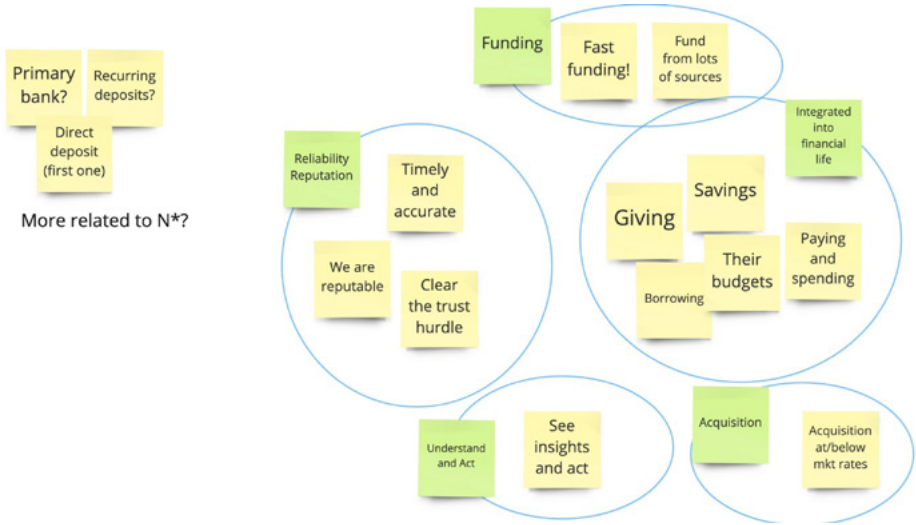 Primary
bank?
Recurring
deposits?
Direct
deposit
(first one)
More related to N*?
Funding
Fast
funding!
Fund
from lots
of sources
Reliability
Reputation
Timely
and
accurate
We are
reputable
Clear
the trust
hurdle
Integrated
into
financial
life
Giving
Savings
Borrowing
Their
budgets
Paying
and
spending
Understand
and Act
See
insights
and act
Acquisition
Acquisition
at/below
mkt rates